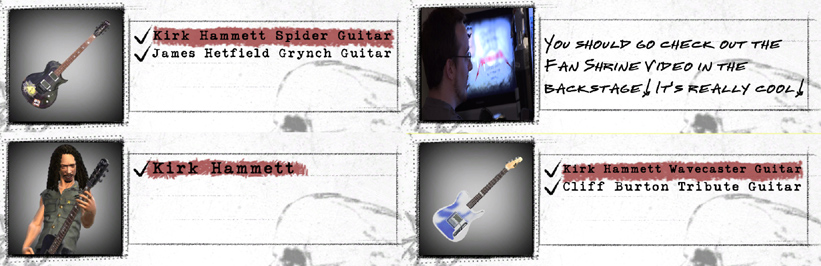 Kirk Hammett Spider Guitar
James Hetfield Grynch Guitar
You should go check out the
Fan Shrine Video in the
backstage! It's really cool!
Kirk Hammett
Kirk Hammett Wavecaster Guitar
Cliff Burton Tribute Guitar